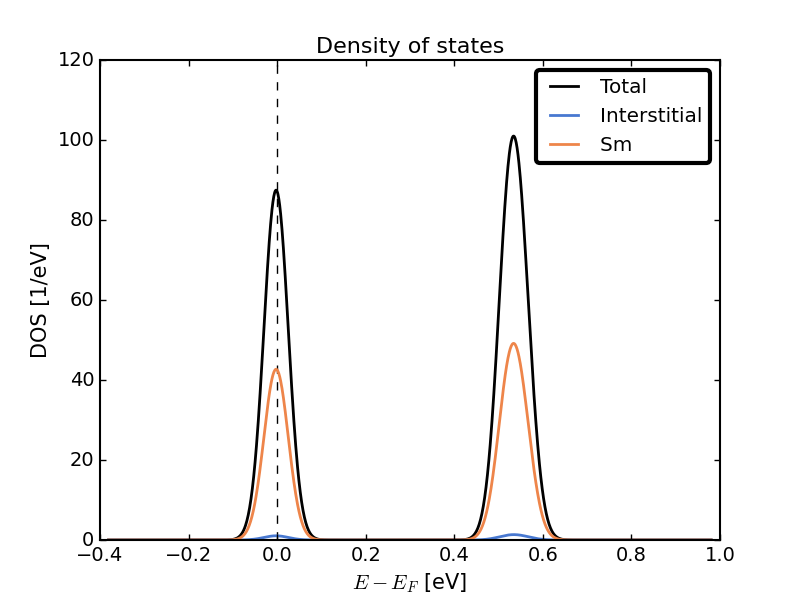 Density of states
Total
Interstitial
Sm
DOS [1/eV]
120
100
80
60
40
20
0
−0.4 −0.2 0.0 0.2 0.4 0.6 0.8 1.0
E − E_F [eV]